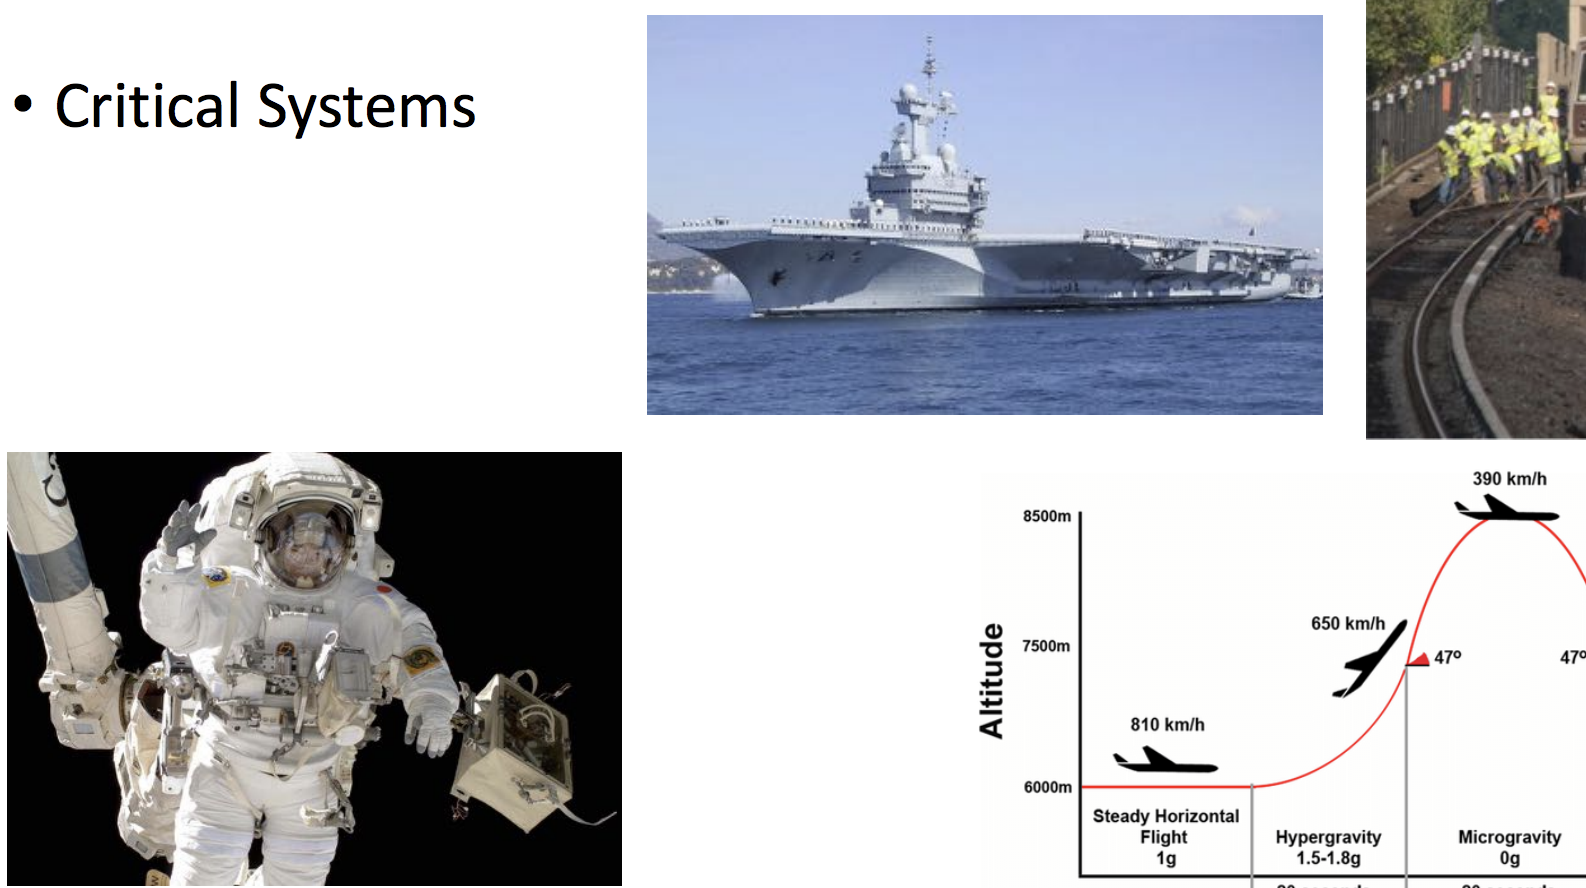 • Critical Systems
390 km/h
8500m
650 km/h
7500m
47º
47º
Altitude
810 km/h
6000m
Steady Horizontal
Flight
1g
Hypergravity
1.5-1.8g
Microgravity
0g